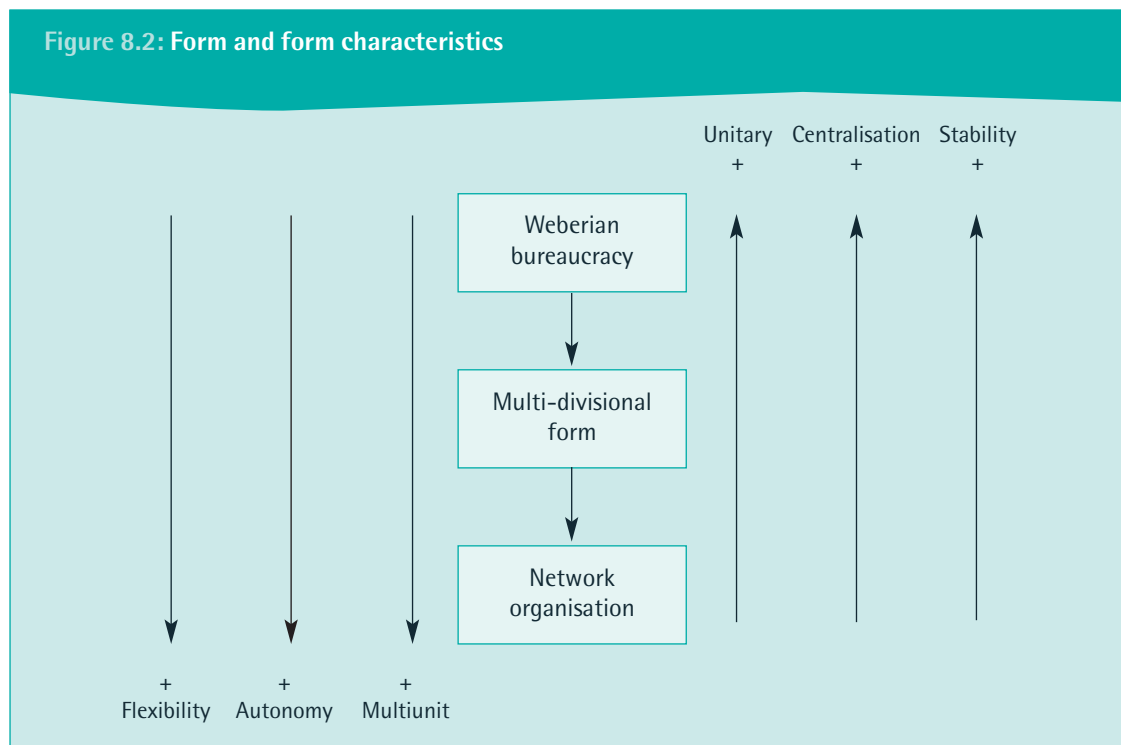 Figure 8.2: Form and form characteristics
Unitary Centralisation Stability
+ + +
Weberian
bureaucracy
Multi-divisional
form
Network
organisation
+ + +
Flexibility Autonomy Multiunit